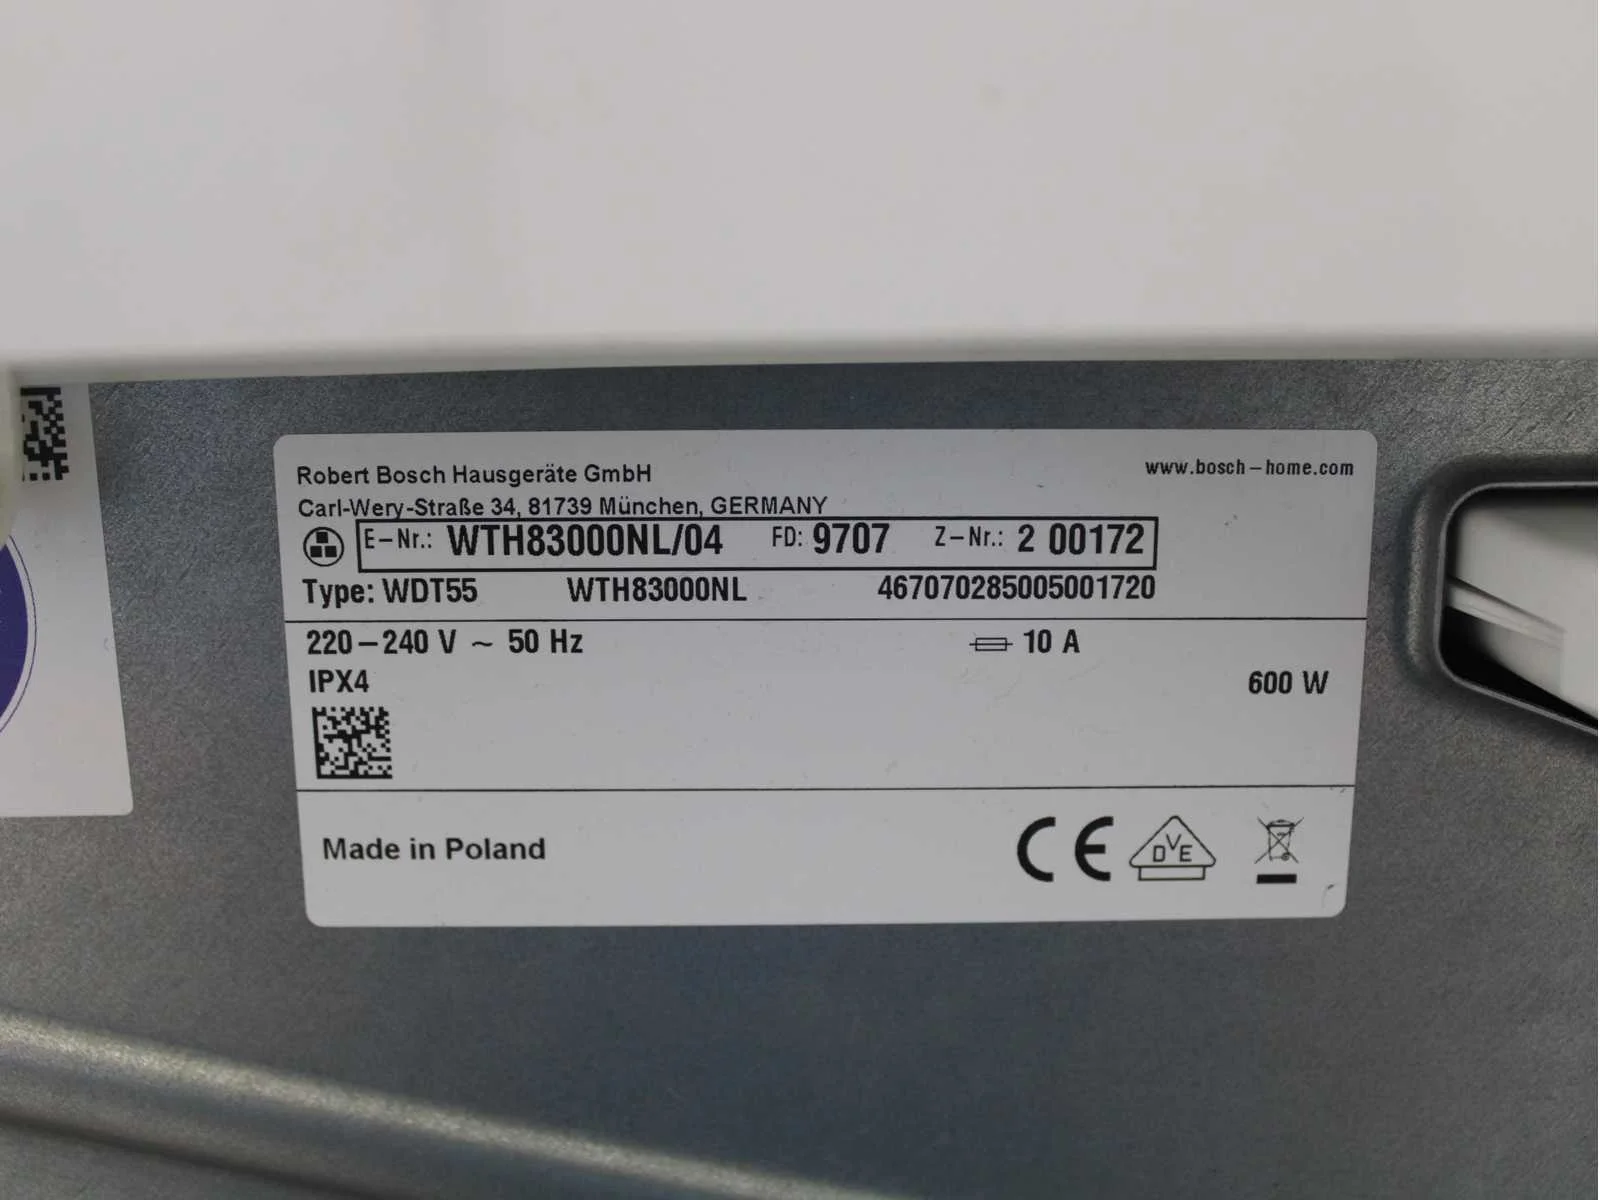 Robert Bosch Hausgeräte GmbH
www.bosch-home.com
Carl-Wery-Straße 34, 81739 München, GERMANY
E-Nr.: WTH83000NL/04 FD: 9707 Z-Nr.: 2 00172
Type: WDT55 WTH83000NL 467070285005001720
220-240 V ~ 50 Hz 10 A
IPX4 600 W
Made in Poland
CE DVE